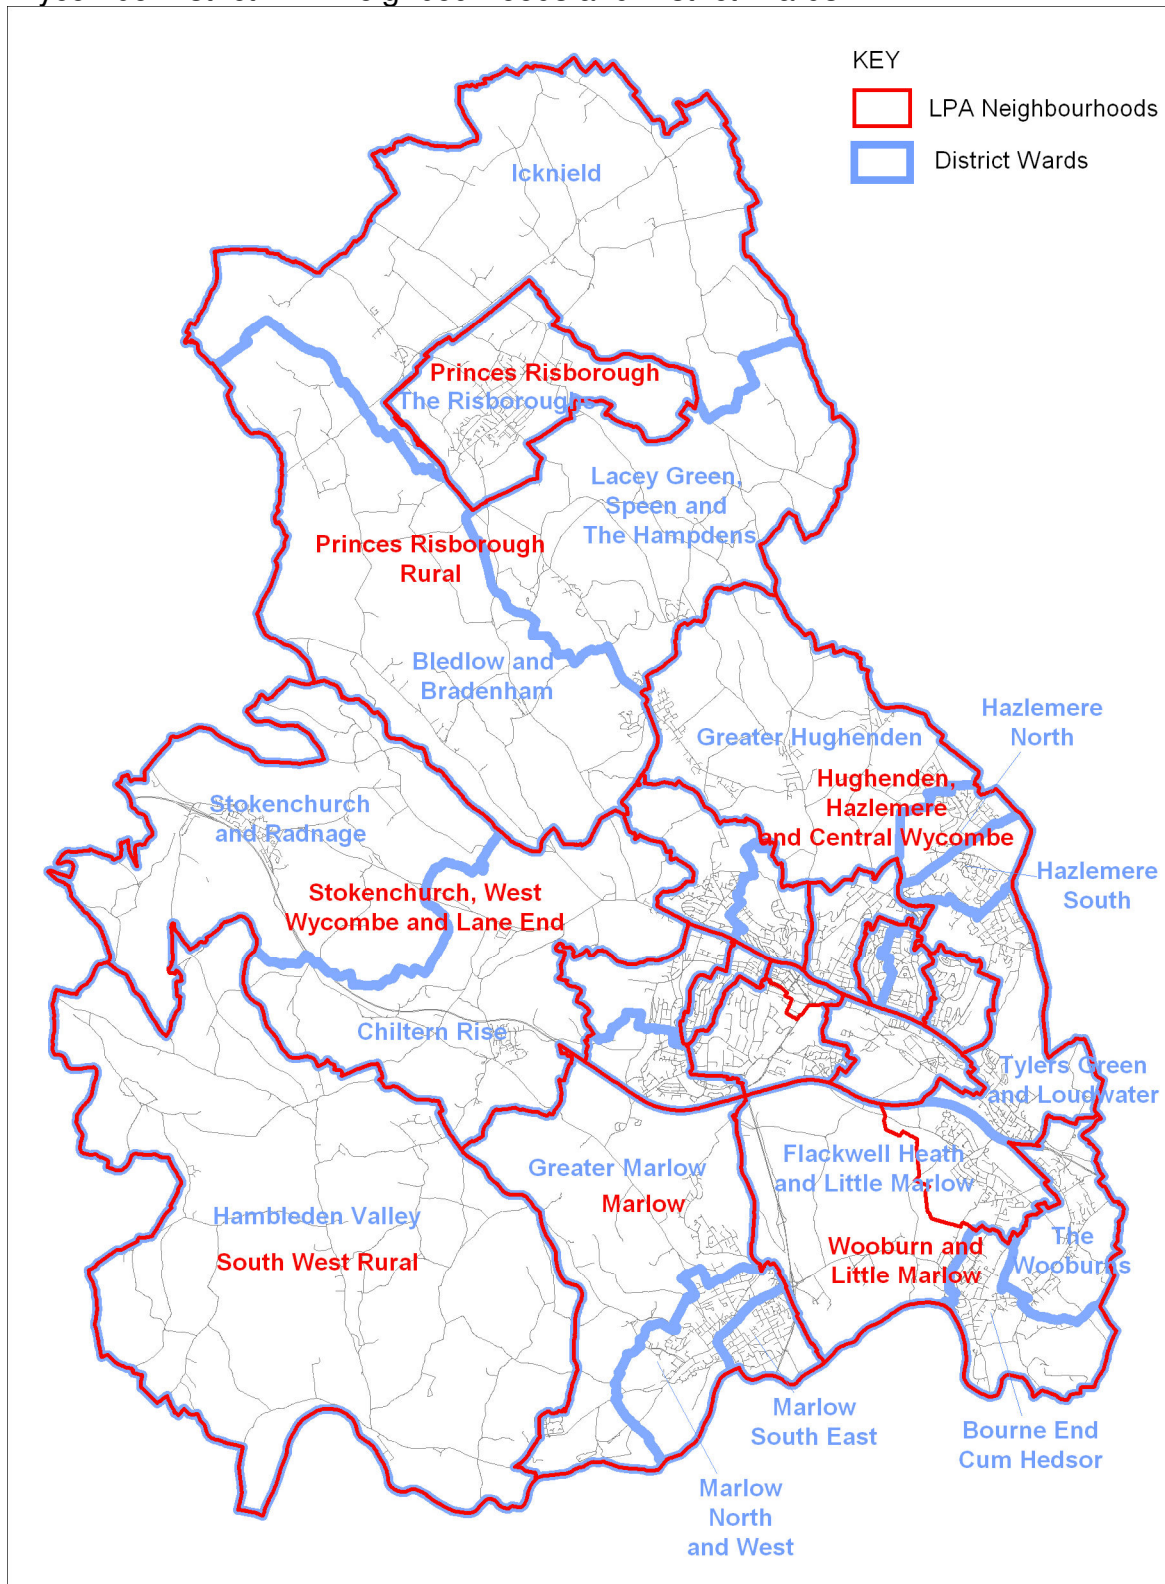 KEY
LPA Neighbourhoods
District Wards
Icknield
Princes Risborough
The Risboroughs
Lacey Green,
Speen and
The Hampdens
Princes Risborough
Rural
Bledlow and
Bradenham
Hazlemere
North
Greater Hughenden
Hughenden,
Hazlemere
and Central Wycombe
Stokenchurch
and Radnage
Hazlemere
South
Stokenchurch, West
Wycombe and Lane End
Chiltern Rise
Tylers Green
and Loudwater
Flackwell Heath
and Little Marlow
Greater Marlow
Marlow
Hambleden Valley
South West Rural
Wooburn and
Little Marlow
The
Wooburns
Marlow
South East
Bourne End
Cum Hedsor
Marlow
North
and West